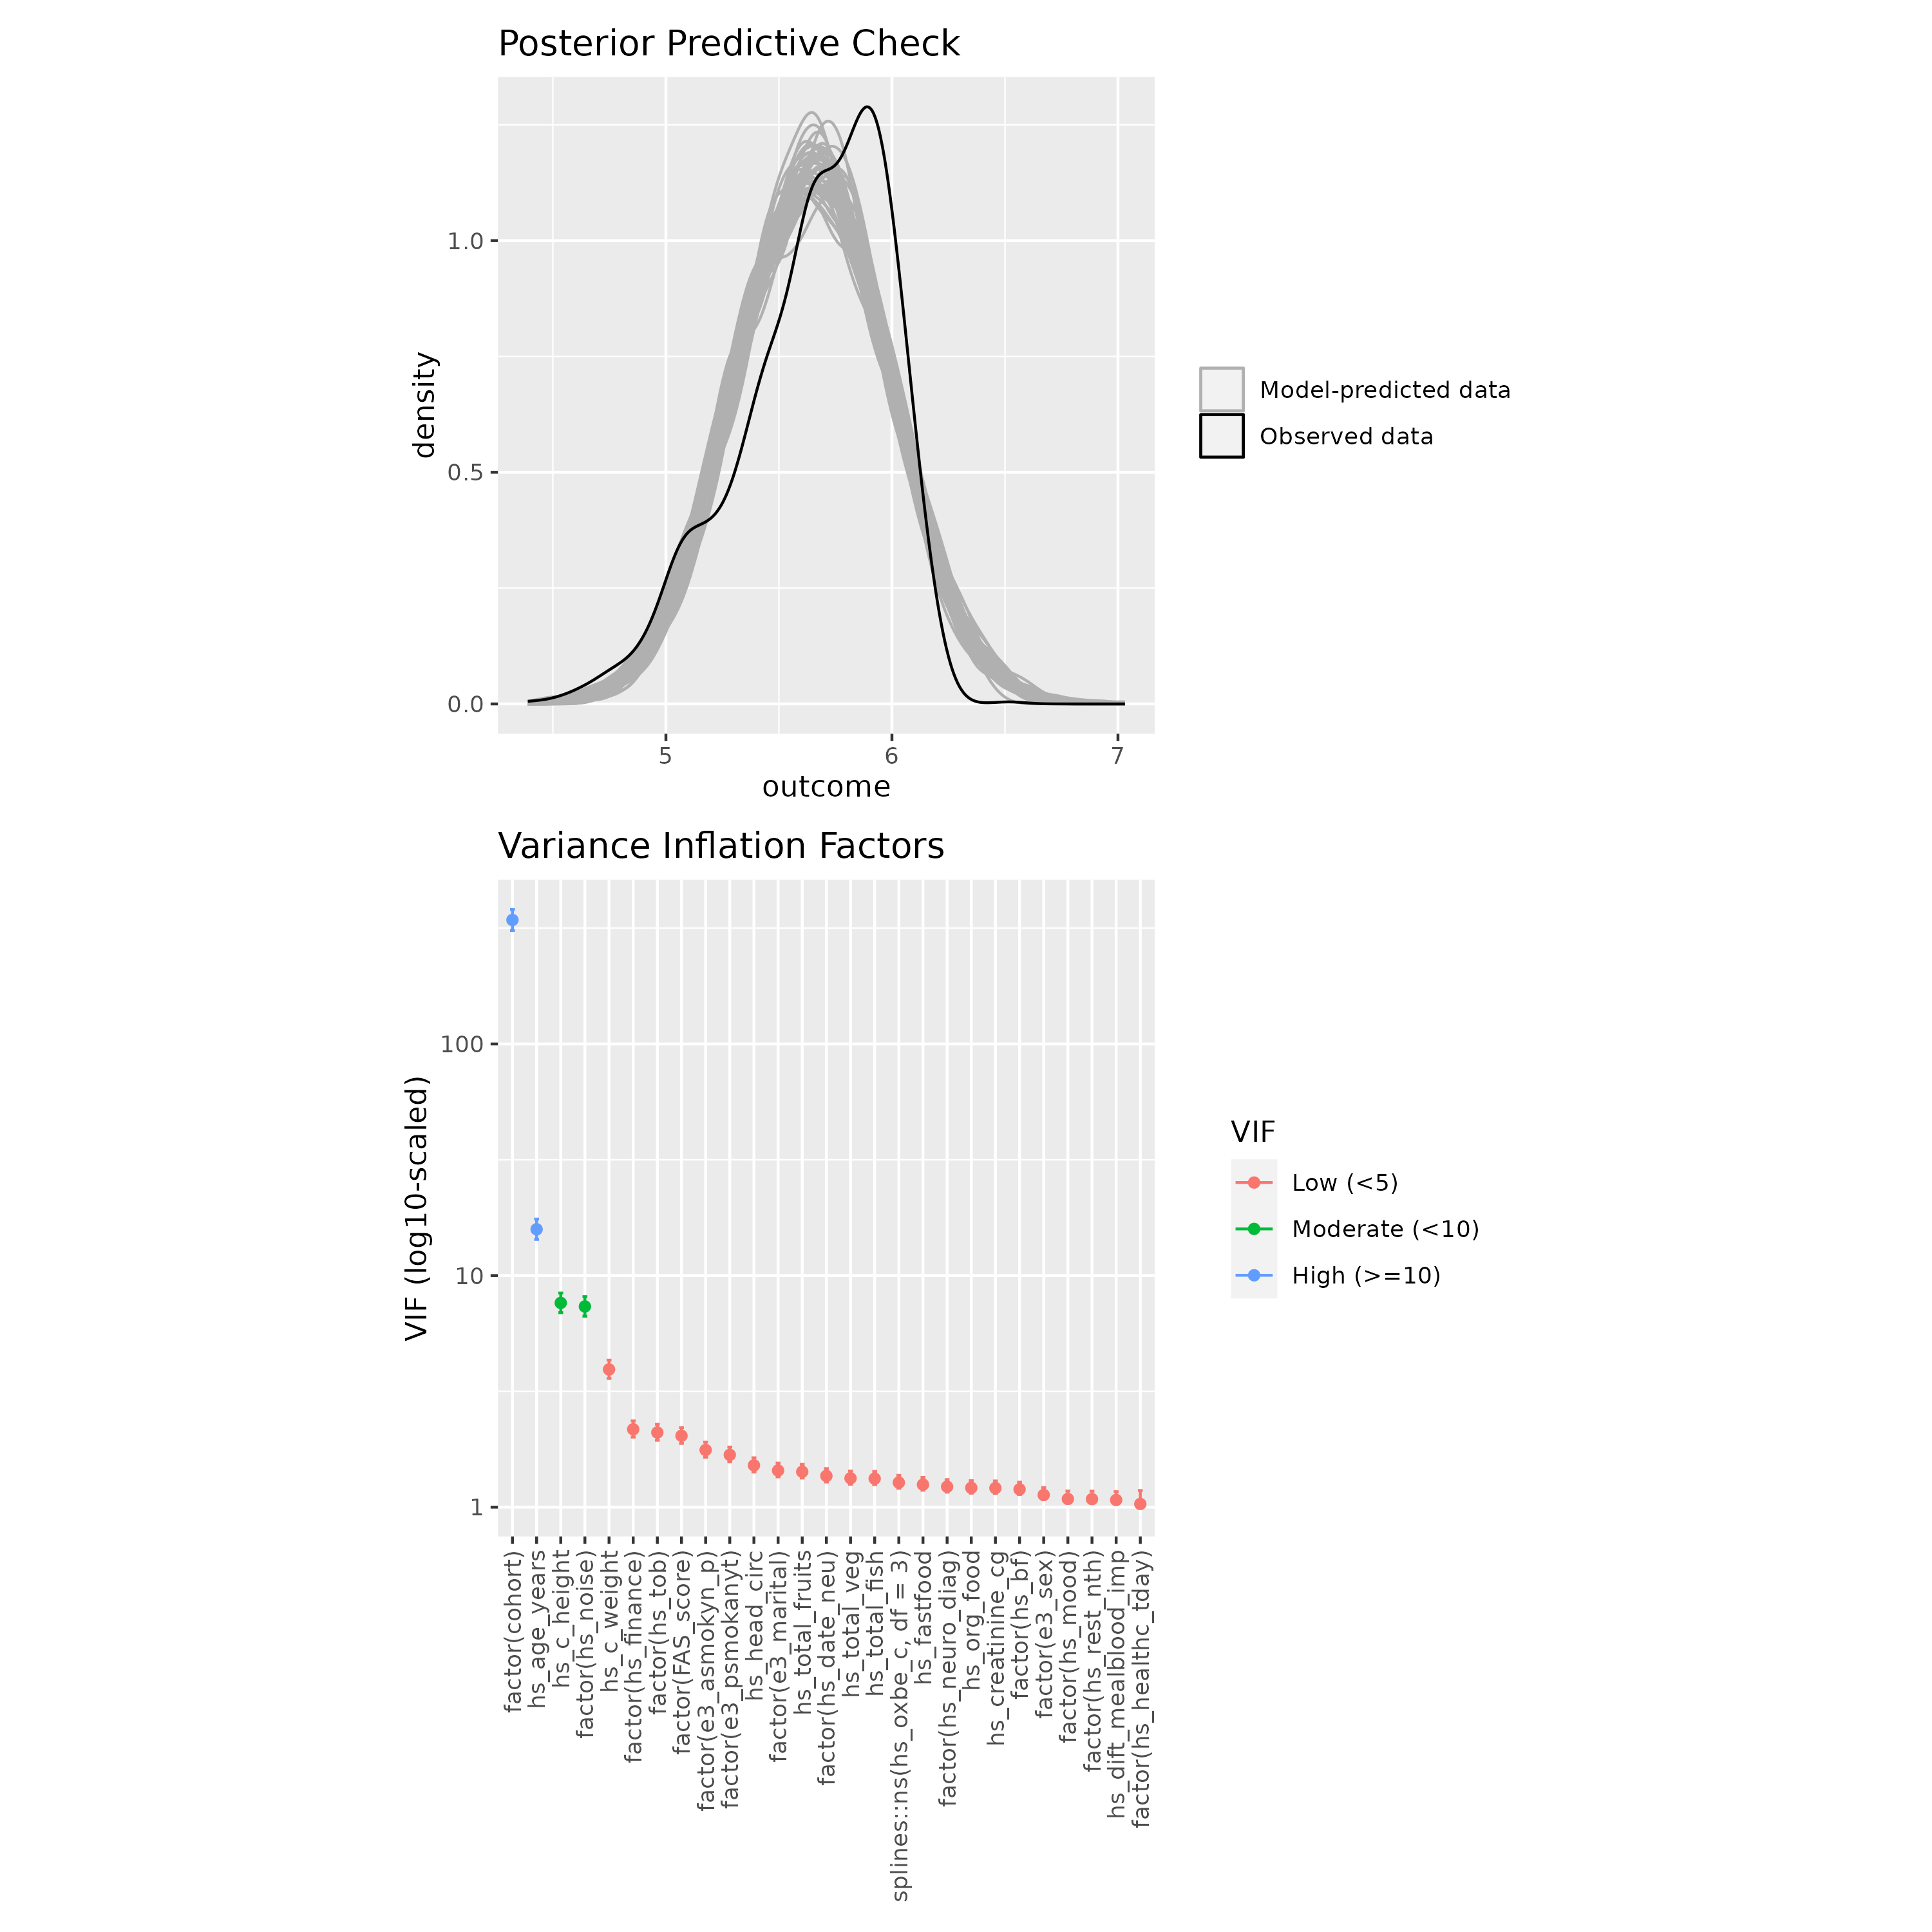 Posterior Predictive Check
density
1.0
0.5
0.0
5
6
7
outcome
Model-predicted data
Observed data
Variance Inflation Factors
VIF (log10-scaled)
100
10
1
factor(cohort)
hs_age_years
hs_c_height
factor(hs_noise)
hs_c_weight
factor(hs_finance)
factor(hs_tob)
factor(FAS_score)
factor(e3_asmokyn_p)
factor(e3_psmokanyt)
hs_head_circ
factor(e3_marital)
hs_total_fruits
factor(hs_date_neu)
hs_total_veg
hs_total_fish
splines::ns(hs_oxbe_c, df = 3)
hs_fastfood
factor(hs_neuro_diag)
hs_org_food
hs_creatinine_cg
factor(hs_bf)
factor(e3_sex)
factor(hs_mood)
factor(hs_rest_nth)
hs_dift_mealblood_imp
factor(hs_healthc_tday)
VIF
Low (<5)
Moderate (<10)
High (>=10)